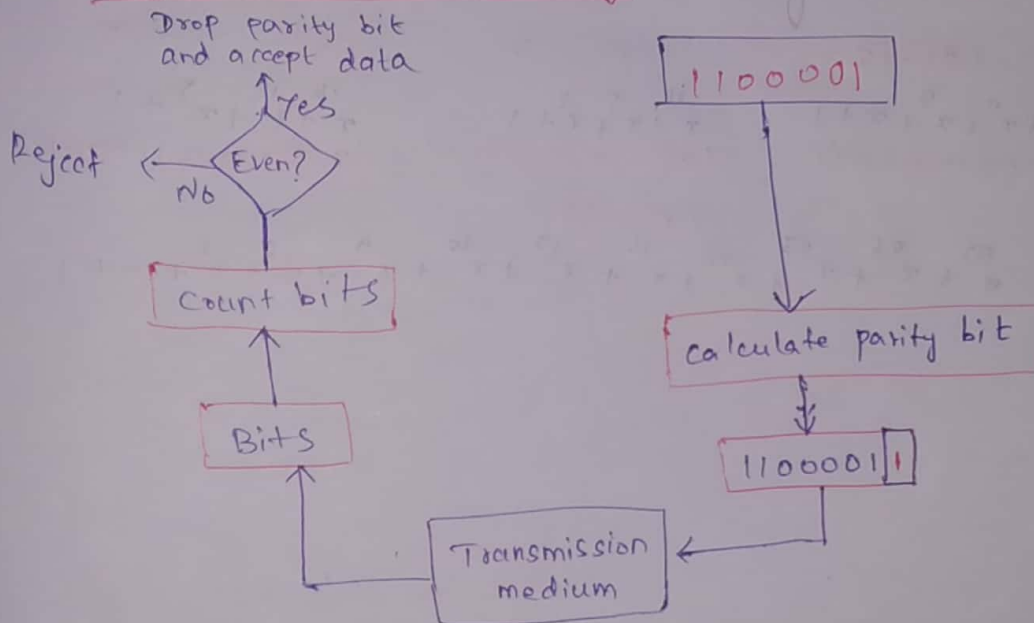 Drop parity bit
and accept data
Yes
Even?
No
Reject
Count bits
Bits
1100001
calculate parity bit
11000011
Transmission
medium